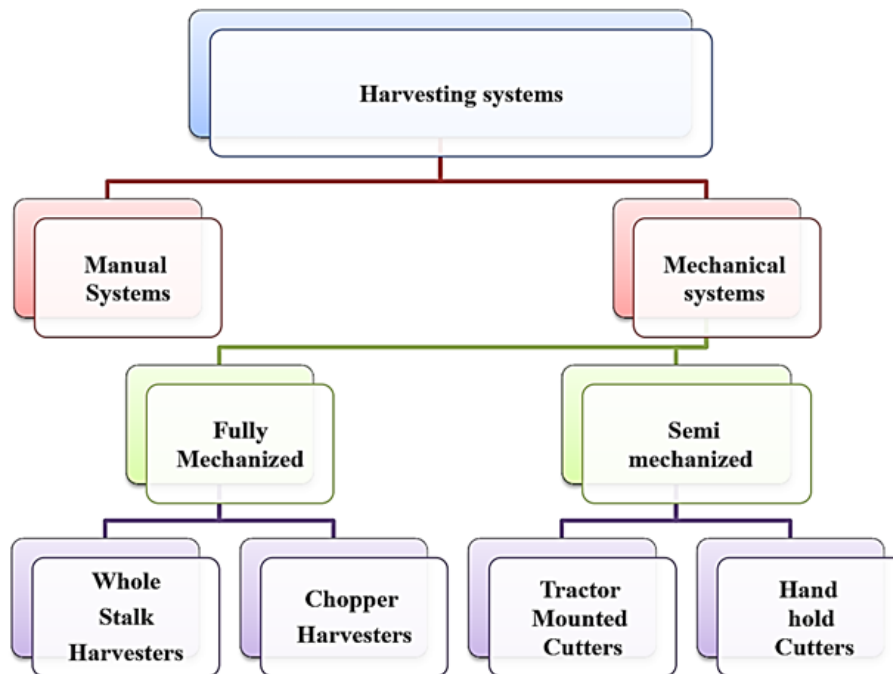 Harvesting systems
Manual
Systems
Mechanical
systems
Fully
Mechanized
Semi
mechanized
Whole
Stalk
Harvesters
Chopper
Harvesters
Tractor
Mounted
Cutters
Hand
hold
Cutters